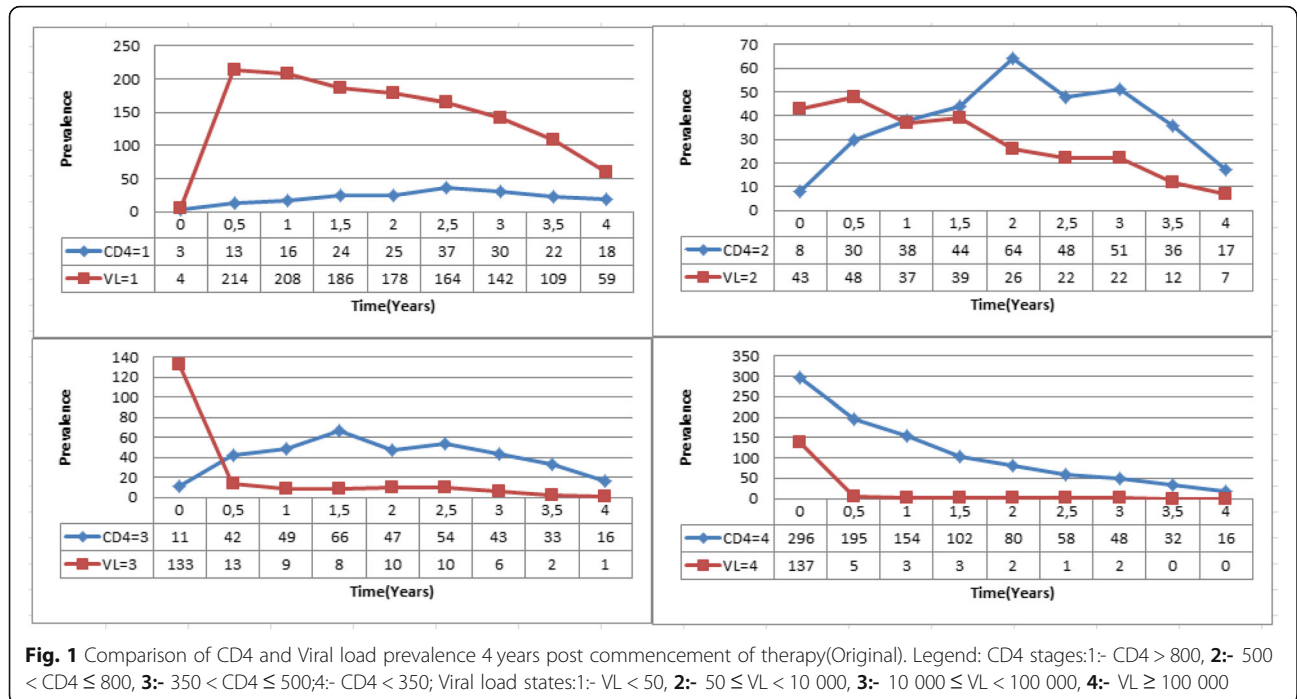 250
200
150
100
50
0
Prevalence
0 0,5 1 1,5 2 2,5 3 3,5 4
CD4=1 3 13 16 24 25 37 30 22 18
VL=1 4 214 208 186 178 164 142 109 59
Time(Years)
70
60
50
40
30
20
10
0
Prevalence
0 0,5 1 1,5 2 2,5 3 3,5 4
CD4=2 8 30 38 44 64 48 51 36 17
VL=2 43 48 37 39 26 22 22 12 7
Time(Years)
140
120
100
80
60
40
20
0
Prevalence
0 0,5 1 1,5 2 2,5 3 3,5 4
CD4=3 11 42 49 66 47 54 43 33 16
VL=3 133 13 9 8 10 10 6 2 1
Time(Years)
350
300
250
200
150
100
50
0
Prevalence
0 0,5 1 1,5 2 2,5 3 3,5 4
CD4=4 296 195 154 102 80 58 48 32 16
VL=4 137 5 3 3 2 1 2 0 0
Time(Years)
Fig. 1 Comparison of CD4 and Viral load prevalence 4 years post commencement of therapy(Original). Legend: CD4 stages:1:- CD4 > 800, 2:- 500
< CD4 ≤ 800, 3:- 350 < CD4 ≤ 500;4:- CD4 < 350; Viral load states:1:- VL < 50, 2:- 50 ≤ VL < 10 000, 3:- 10 000 ≤ VL < 100 000, 4:- VL ≥ 100 000